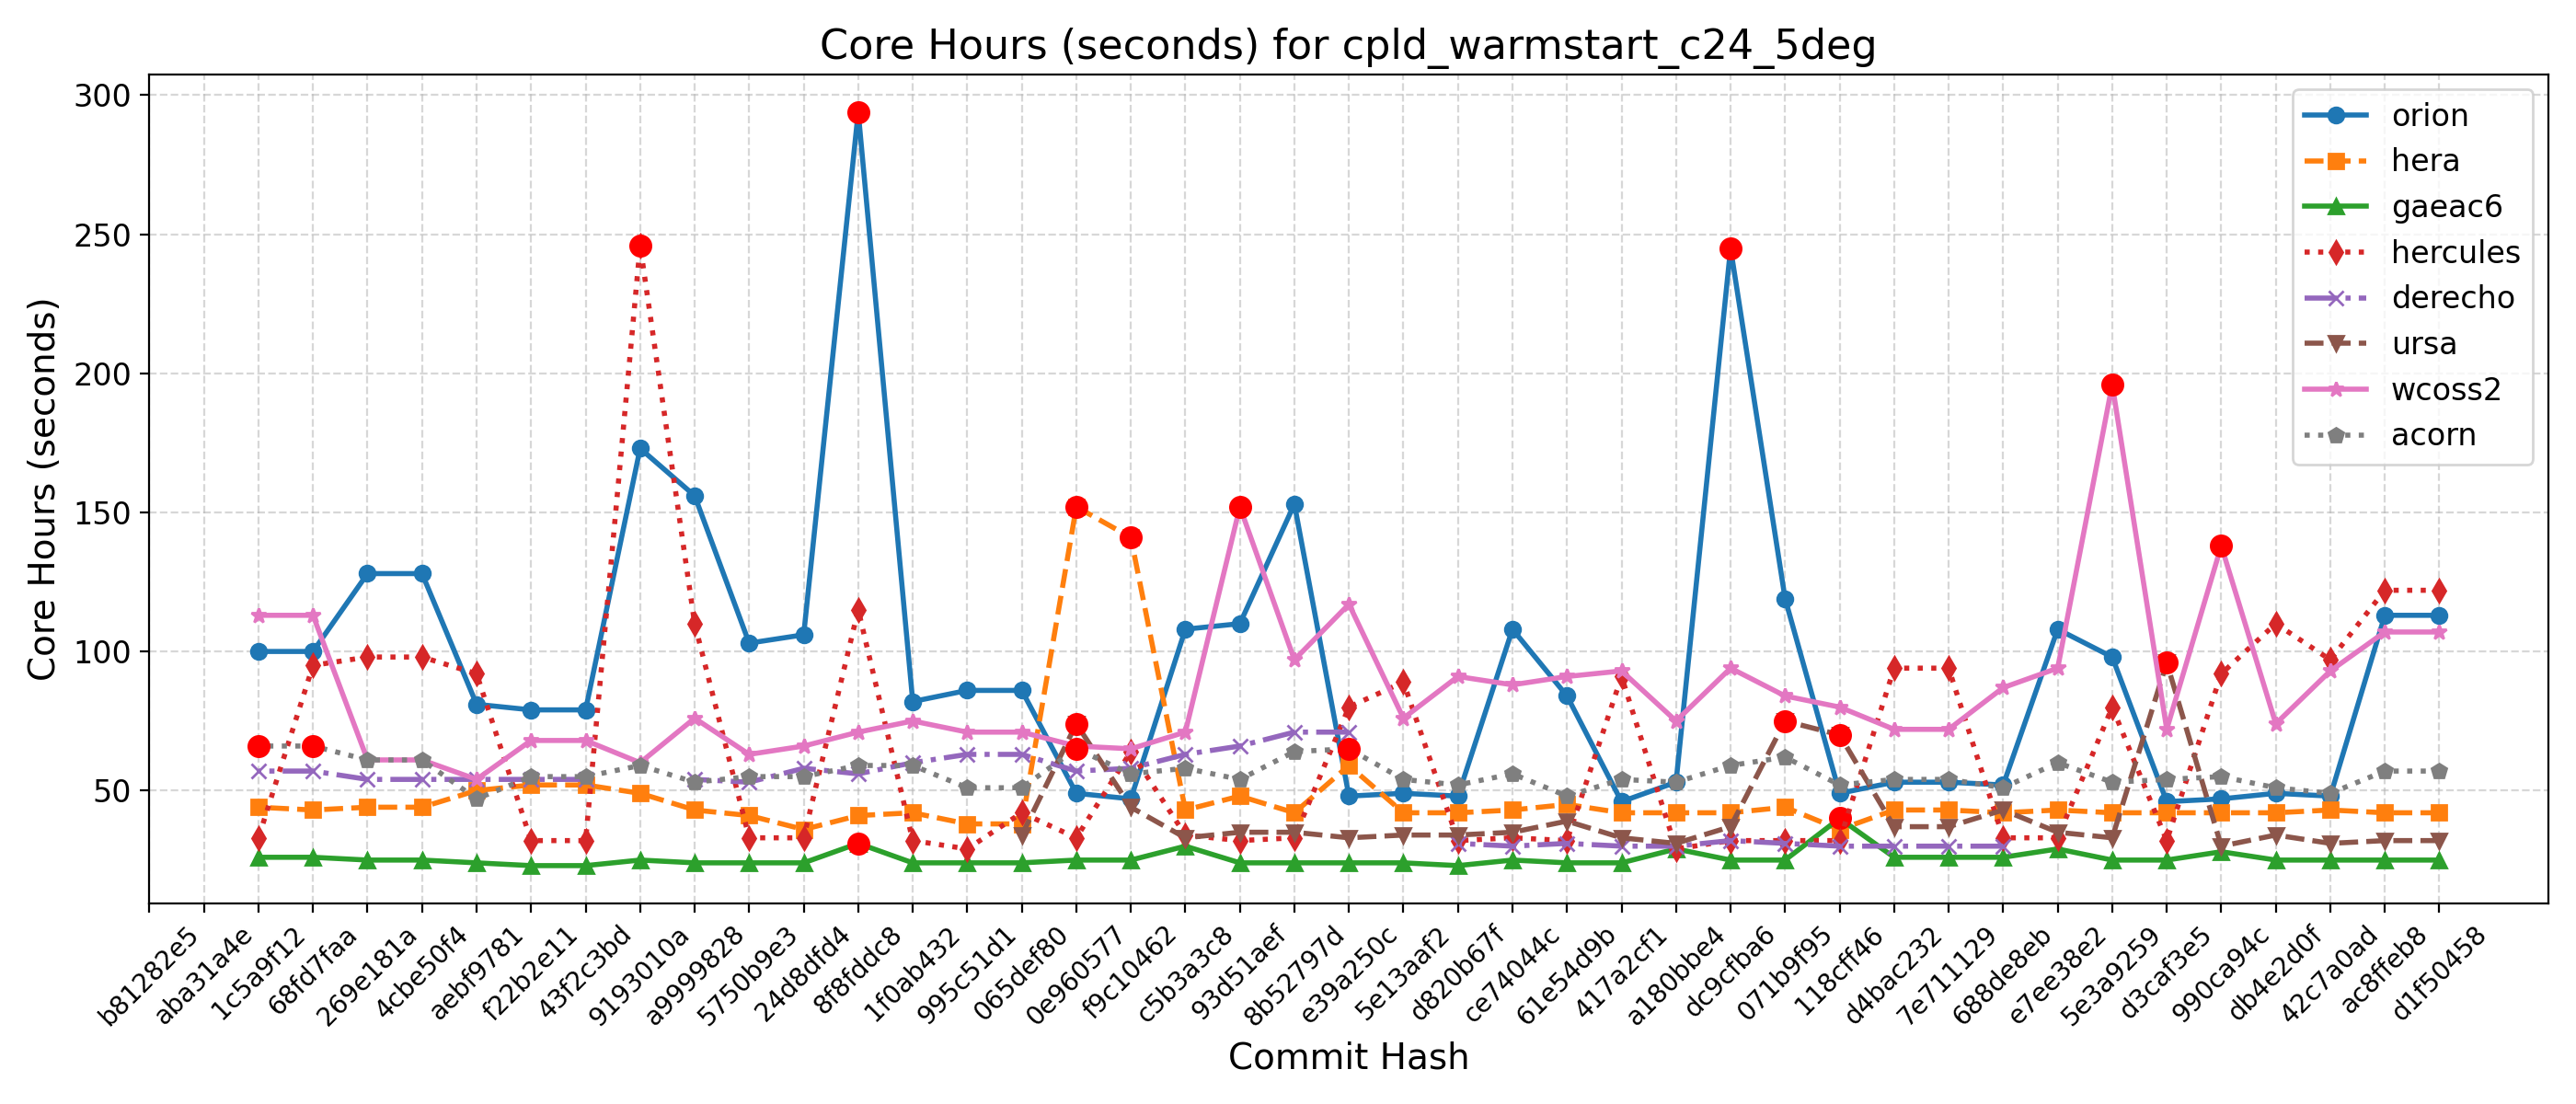 Core Hours (seconds) for cpld_warmstart_c24_5deg
Core Hours (seconds)
300
250
200
150
100
50
orion
hera
gaeac6
hercules
derecho
ursa
wcoss2
acorn
b81282e5
aba31a4e
1c5a9f12
68fd7faa
269e181a
4cbe50f4
aebf9781
f22b2e11
43f2c3bd
9193010a
a9999828
5750b9e3
24d8dfd4
8f8fddc8
1f0ab432
995c51d1
065def80
0e960577
f9c10462
c5b3a3c8
93d51aef
8b52797d
e39a250c
5e13aaf2
d820b67f
ce74044c
61e54d9b
417a2cf1
a180bbe4
dc9cfba6
071b9f95
118cff46
d4bac232
7e711129
688de8eb
e7ee38e2
5e3a9259
d3caf3e5
990ca94c
db4e2d0f
42c7a0ad
ac8ffeb8
d1f50458
Commit Hash